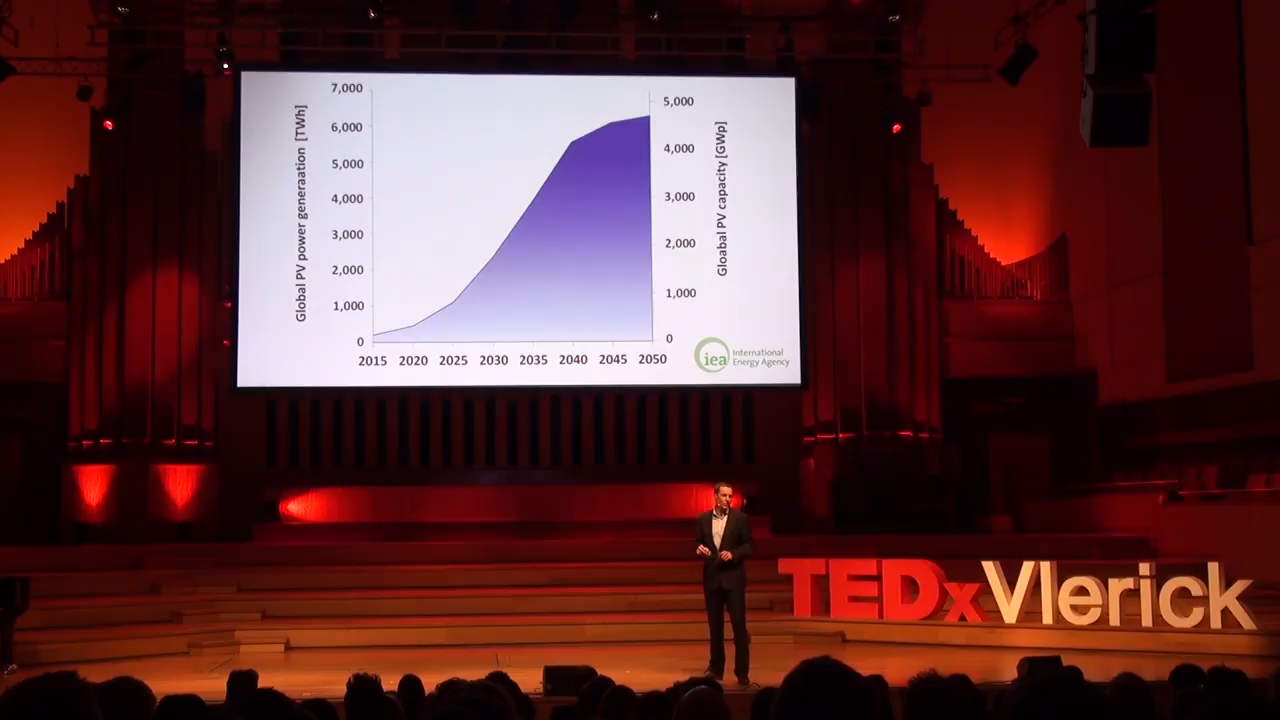 Global PV power generaation [TWh]
7,000
6,000
5,000
4,000
3,000
2,000
1,000
0
2015 2020 2025 2030 2035 2040 2045 2050
5,000
4,000
3,000
2,000
1,000
0
Gloabal PV capacity [GWp]
iea International
Energy Agency
TEDxVlerick